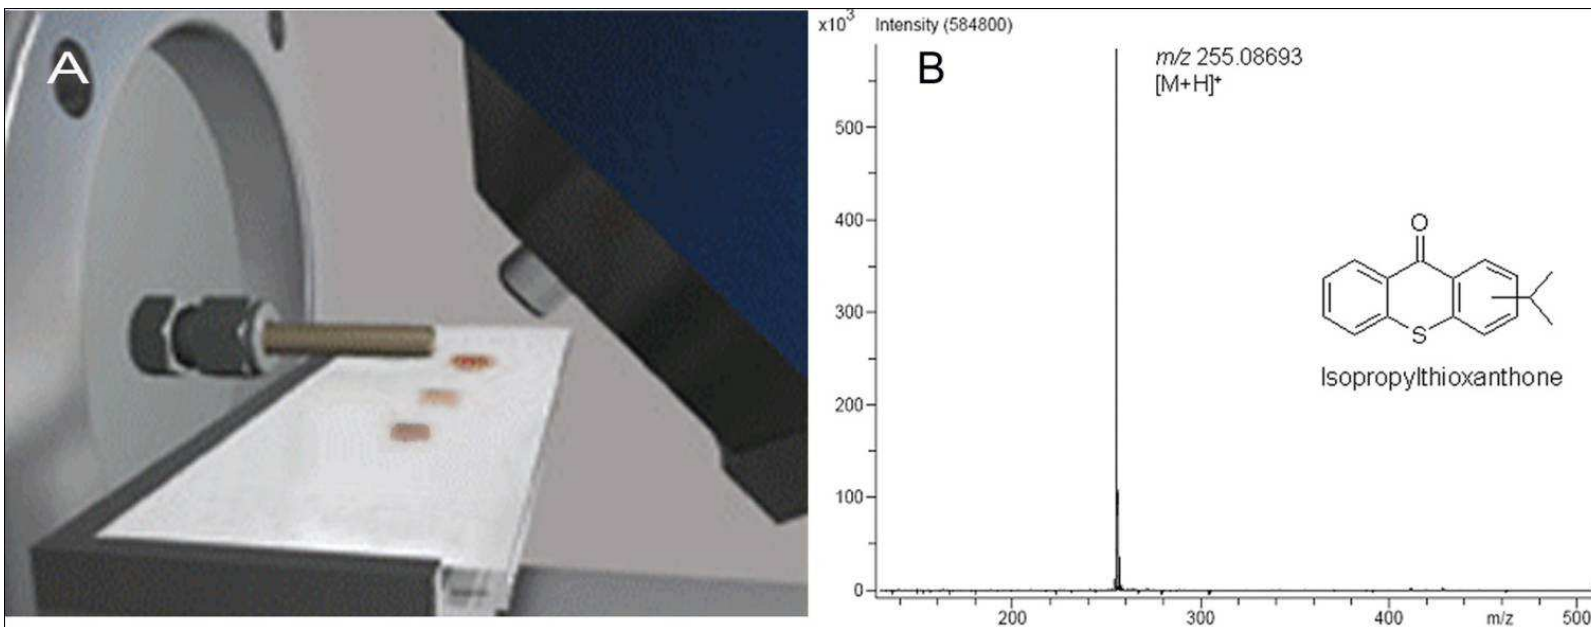 A
x10³
Intensity (584800)
B
m/z 255.08693
[M+H]⁺
500
400
300
200
100
0
O
S
Isopropylthioxanthone
200
300
400
m/z
500